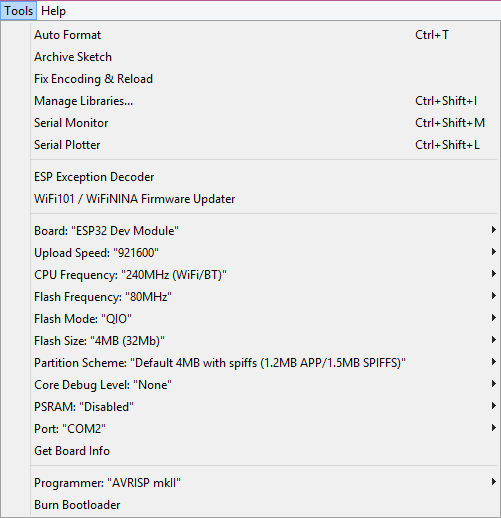 Tools Help
Auto Format Ctrl+T
Archive Sketch
Fix Encoding & Reload
Manage Libraries... Ctrl+Shift+I
Serial Monitor Ctrl+Shift+M
Serial Plotter Ctrl+Shift+L
ESP Exception Decoder
WiFi101 / WiFiNINA Firmware Updater
Board: "ESP32 Dev Module"
Upload Speed: "921600"
CPU Frequency: "240MHz (WiFi/BT)"
Flash Frequency: "80MHz"
Flash Mode: "QIO"
Flash Size: "4MB (32Mb)"
Partition Scheme: "Default 4MB with spiffs (1.2MB APP/1.5MB SPIFFS)"
Core Debug Level: "None"
PSRAM: "Disabled"
Port: "COM2"
Get Board Info
Programmer: "AVRISP mkII"
Burn Bootloader